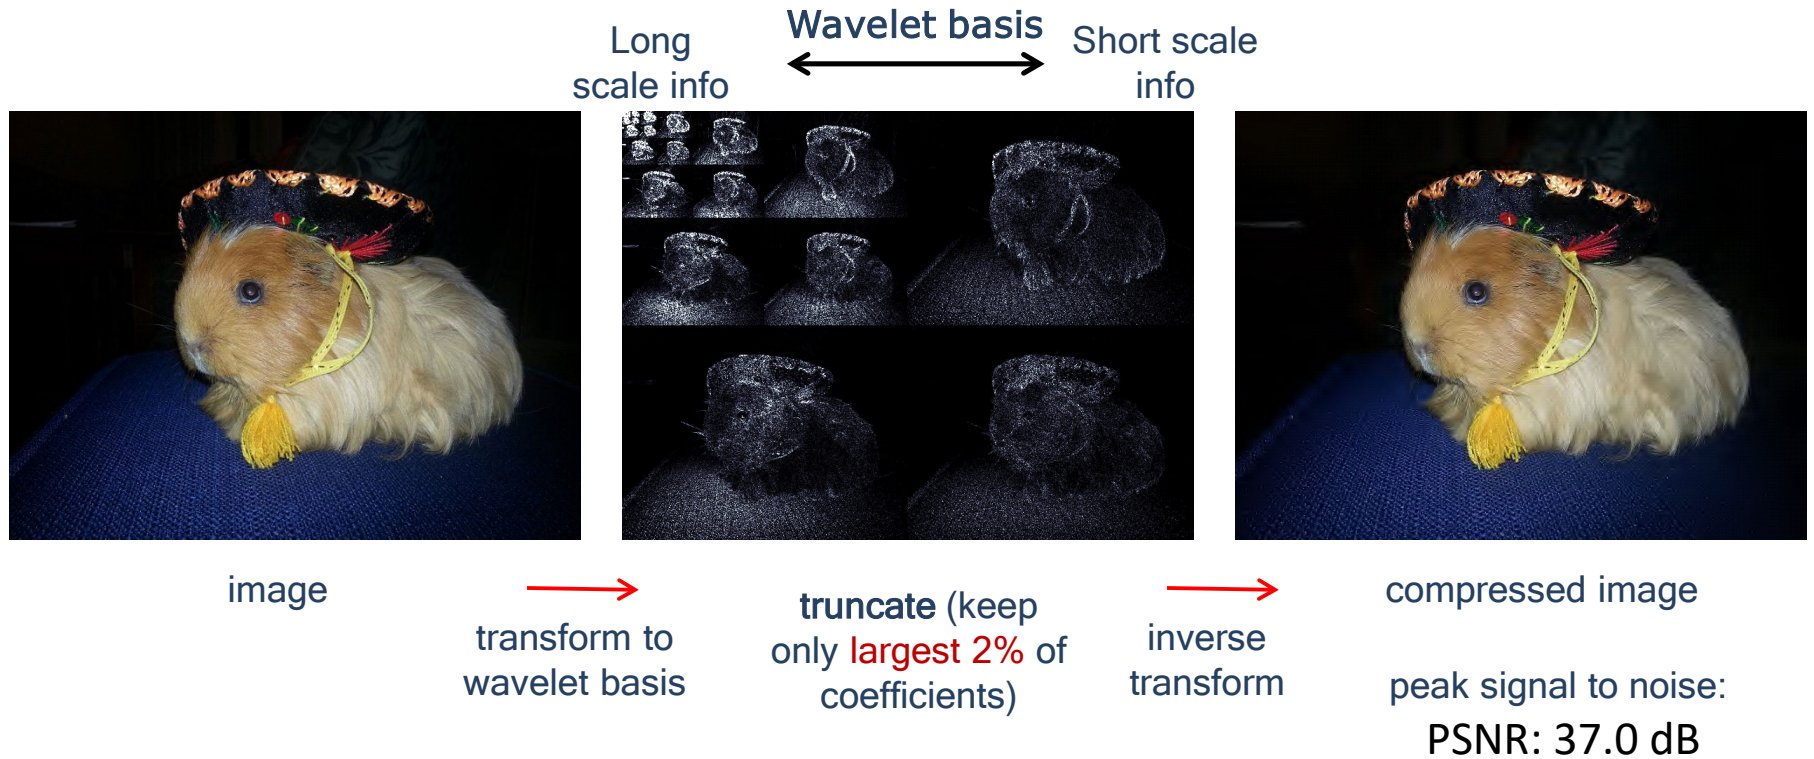 Wavelet basis
Long
scale info
Short scale
info
image
transform to
wavelet basis
truncate (keep
only largest 2% of
coefficients)
inverse
transform
compressed image
peak signal to noise:
PSNR: 37.0 dB